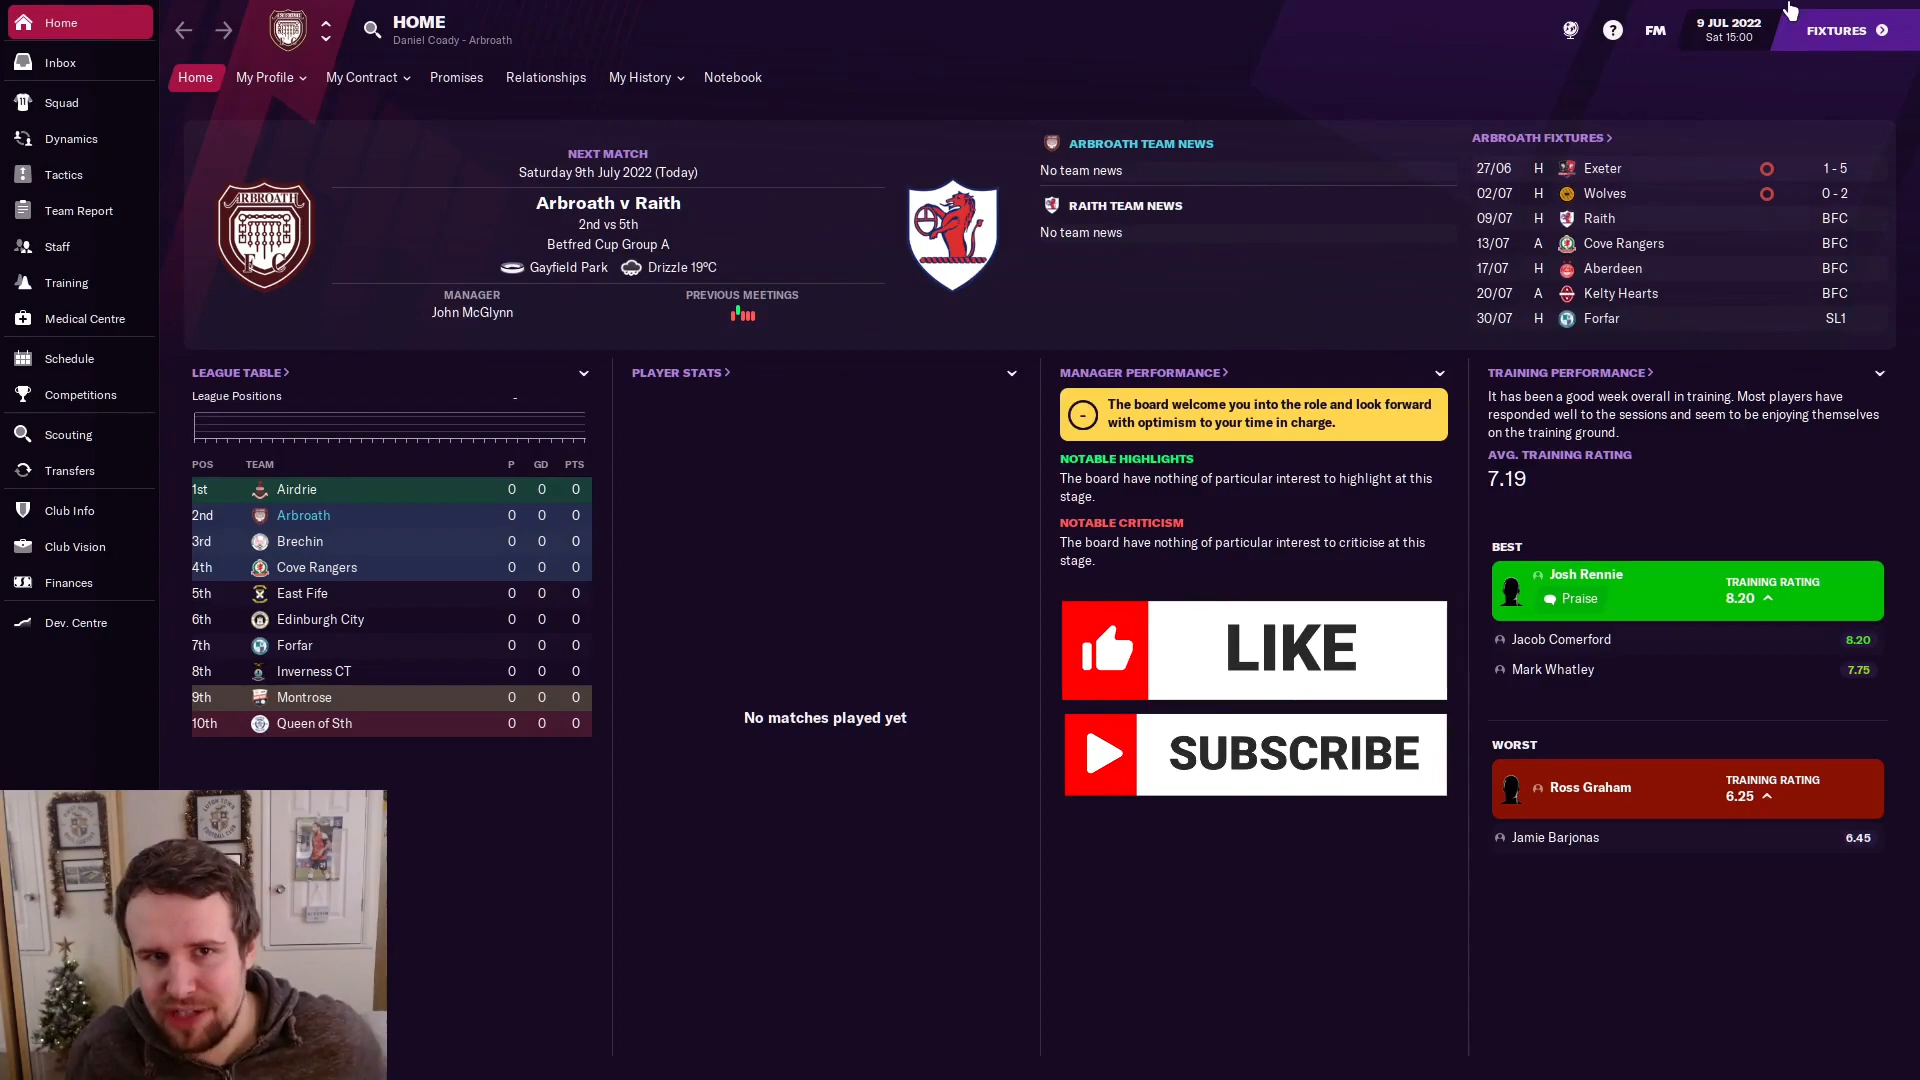 Home
Inbox
Squad
Dynamics
Tactics
Team Report
Staff
Training
Medical Centre
Schedule
Competitions
Scouting
Transfers
Club Info
Club Vision
Finances
Dev. Centre
HOME
Daniel Coady - Arbroath
FM
9 JUL 2022
Sat 15:00
FIXTURES
Home
My Profile
My Contract
Promises
Relationships
My History
Notebook
ARBROATH
F C
NEXT MATCH
Saturday 9th July 2022 (Today)
Arbroath v Raith
2nd vs 5th
Betfred Cup Group A
Gayfield Park Drizzle 19ºC
MANAGER
John McGlynn
PREVIOUS MEETINGS
ARBROATH TEAM NEWS
No team news
RAITH TEAM NEWS
No team news
ARBROATH FIXTURES
27/06 H Exeter 1 - 5
02/07 H Wolves 0 - 2
09/07 H Raith BFC
13/07 A Cove Rangers BFC
17/07 H Aberdeen BFC
20/07 A Kelty Hearts BFC
30/07 H Forfar SL1
LEAGUE TABLE
League Positions -
POS TEAM P GD PTS
1st Airdrie 0 0 0
2nd Arbroath 0 0 0
3rd Brechin 0 0 0
4th Cove Rangers 0 0 0
5th East Fife 0 0 0
6th Edinburgh City 0 0 0
7th Forfar 0 0 0
8th Inverness CT 0 0 0
9th Montrose 0 0 0
10th Queen of Sth 0 0 0
PLAYER STATS
No matches played yet
MANAGER PERFORMANCE
The board welcome you into the role and look forward
with optimism to your time in charge.
NOTABLE HIGHLIGHTS
The board have nothing of particular interest to highlight at this
stage.
NOTABLE CRITICISM
The board have nothing of particular interest to criticise at this
stage.
LIKE
SUBSCRIBE
TRAINING PERFORMANCE
It has been a good week overall in training. Most players have
responded well to the sessions and seem to be enjoying themselves
on the training ground.
AVG. TRAINING RATING
7.19
BEST
Josh Rennie
Praise
TRAINING RATING
8.20
Jacob Comerford 8.20
Mark Whatley 7.75
WORST
Ross Graham
TRAINING RATING
6.25
Jamie Barjonas 6.45
LUTON TOWN